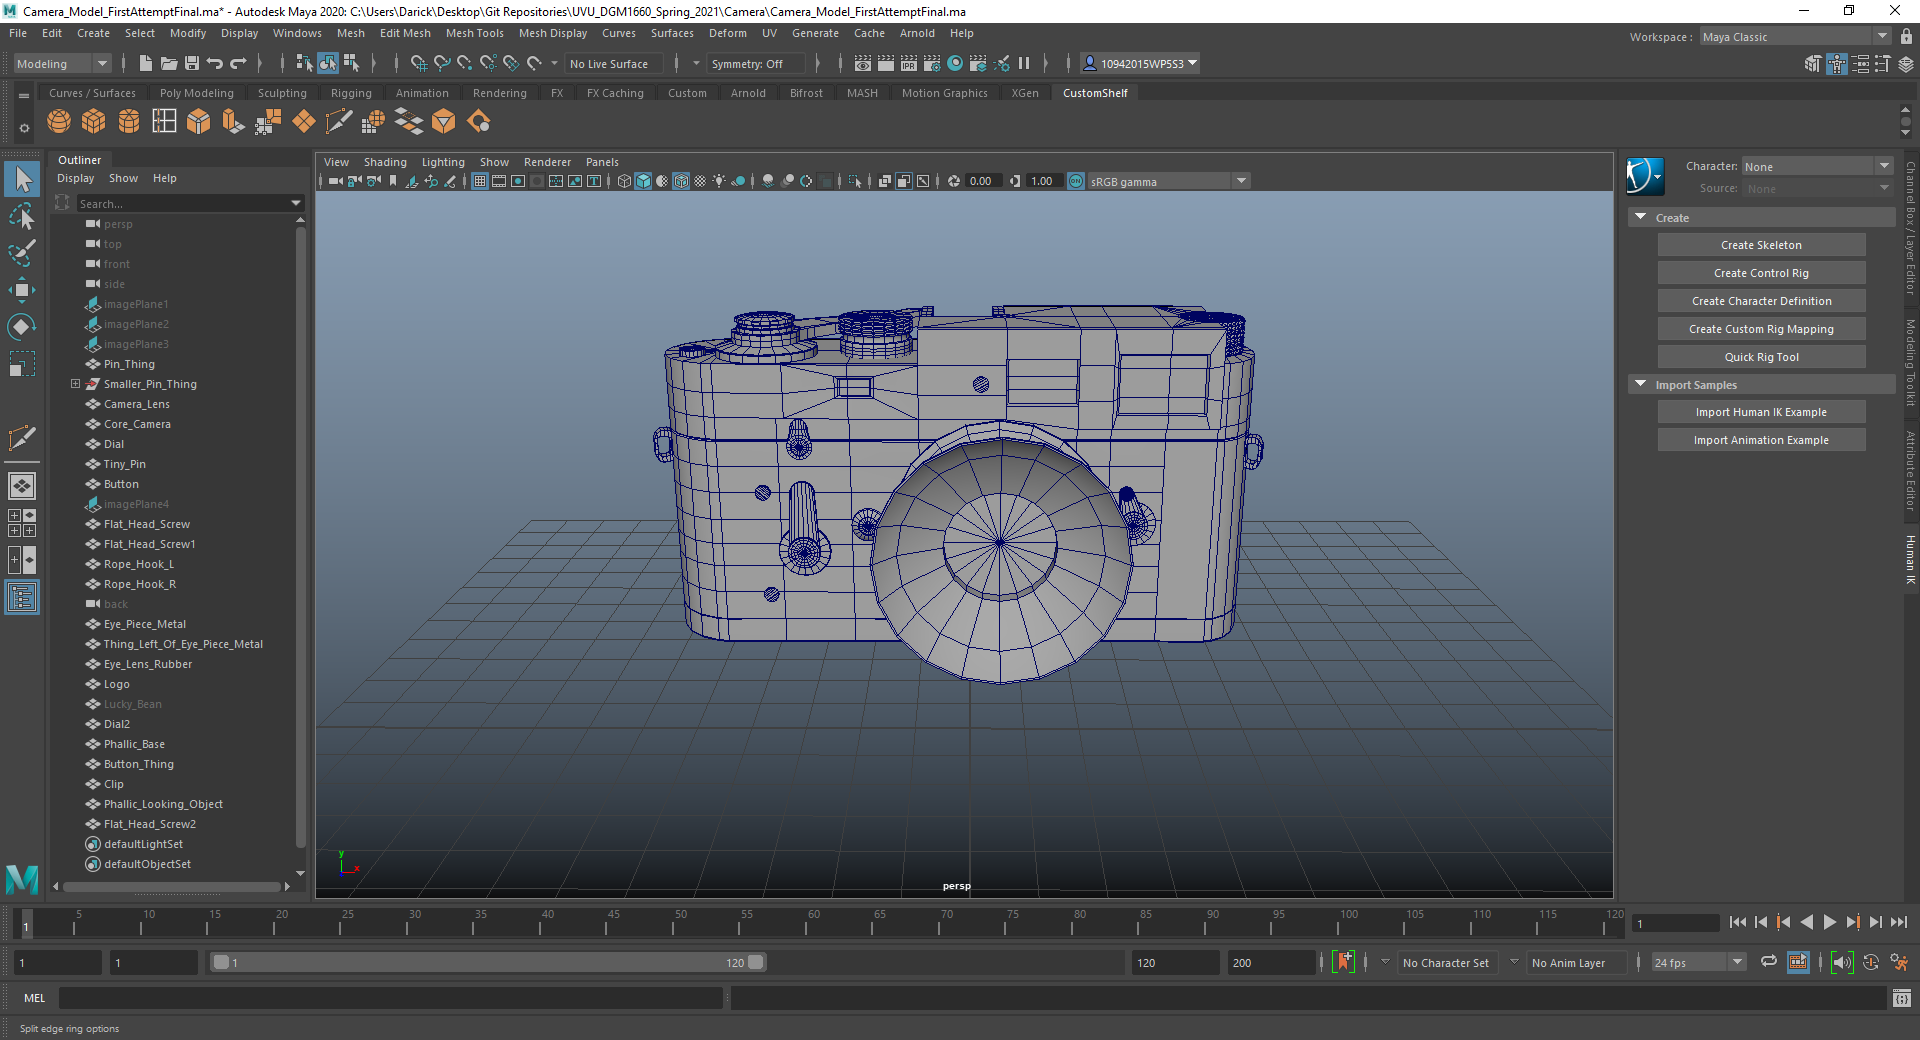 Camera_Model_FirstAttemptFinal.ma* - Autodesk Maya 2020: C:\Users\Darick\Desktop\Git Repositories\UVU_DGM1660_Spring_2021\Camera\Camera_Model_FirstAttemptFinal.ma
File Edit Create Select Modify Display Windows Mesh Edit Mesh Mesh Tools Mesh Display Curves Surfaces Deform UV Generate Cache Arnold Help
Workspace : Maya Classic
Modeling No Live Surface Symmetry: Off IPR 10942015WP5S3
Curves / Surfaces Poly Modeling Sculpting Rigging Animation Rendering FX FX Caching Custom Arnold Bifrost MASH Motion Graphics XGen CustomShelf
Outliner
Display Show Help
Search...
persp
top
front
side
imagePlane1
imagePlane2
imagePlane3
Pin_Thing
Smaller_Pin_Thing
Camera_Lens
Core_Camera
Dial
Tiny_Pin
Button
imagePlane4
Flat_Head_Screw
Flat_Head_Screw1
Rope_Hook_L
Rope_Hook_R
back
Eye_Piece_Metal
Thing_Left_Of_Eye_Piece_Metal
Eye_Lens_Rubber
Logo
Lucky_Bean
Dial2
Phallic_Base
Button_Thing
Clip
Phallic_Looking_Object
Flat_Head_Screw2
defaultLightSet
defaultObjectSet
View Shading Lighting Show Renderer Panels
0.00 1.00 sRGB gamma
y
x
persp
Character: None
Source: None
Create
Create Skeleton
Create Control Rig
Create Character Definition
Create Custom Rig Mapping
Quick Rig Tool
Import Samples
Import Human IK Example
Import Animation Example
Channel Box / Layer Editor
Modeling Toolkit
Attribute Editor
Human IK
1 5 10 15 20 25 30 35 40 45 50 55 60 65 70 75 80 85 90 95 100 105 110 115 120 1
1 1 1 120 120 200 No Character Set No Anim Layer 24 fps
MEL
Split edge ring options